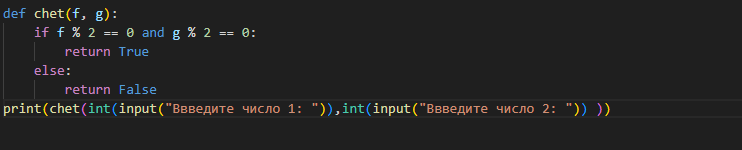 def chet(f, g):
    if f % 2 == 0 and g % 2 == 0:
        return True
    else:
        return False
print(chet(int(input("Ввведите число 1: ")),int(input("Ввведите число 2: ")) ))